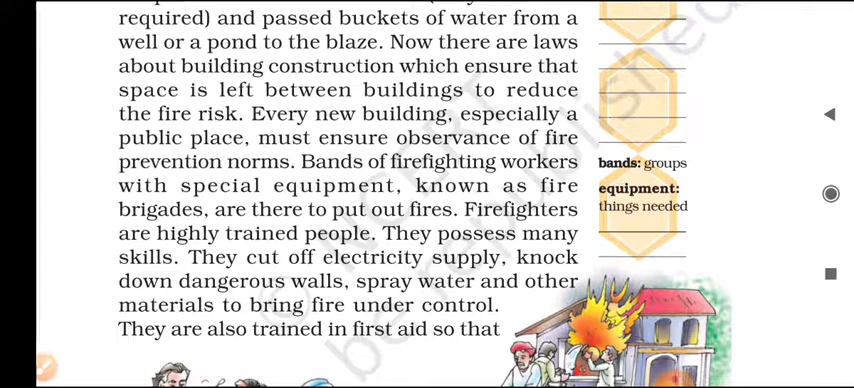 required) and passed buckets of water from a
well or a pond to the blaze. Now there are laws
about building construction which ensure that
space is left between buildings to reduce
the fire risk. Every new building, especially a
public place, must ensure observance of fire
prevention norms. Bands of firefighting workers
with special equipment, known as fire
brigades, are there to put out fires. Firefighters
are highly trained people. They possess many
skills. They cut off electricity supply, knock
down dangerous walls, spray water and other
materials to bring fire under control.
They are also trained in first aid so that
bands: groups
equipment:
things needed
© NCERT
be republished